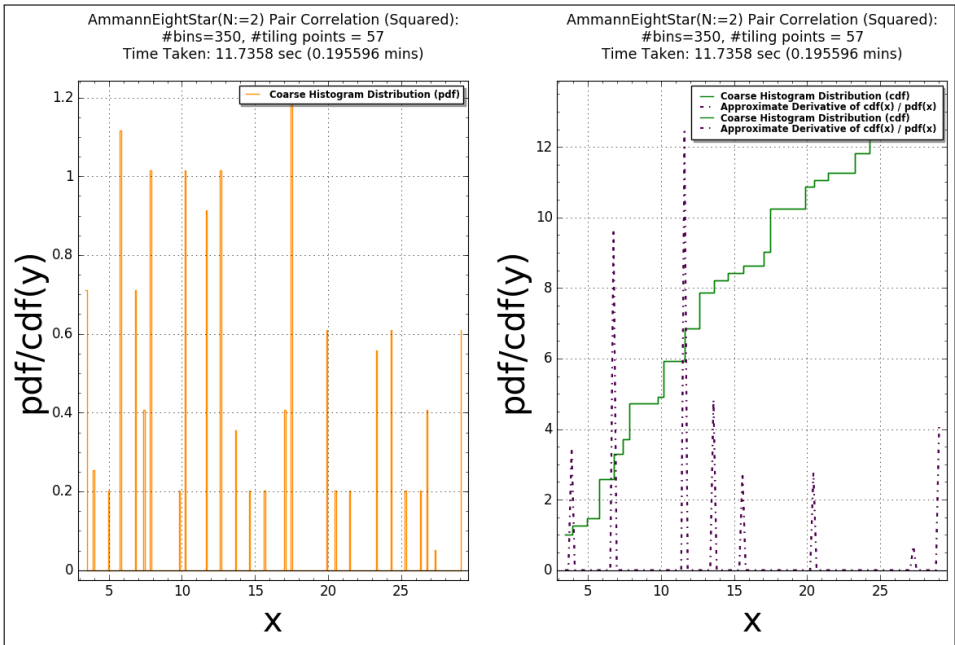 AmmannEightStar(N:=2) Pair Correlation (Squared):
#bins=350, #tiling points = 57
Time Taken: 11.7358 sec (0.195596 mins)
Coarse Histogram Distribution (pdf)
1.2
1
0.8
0.6
0.4
0.2
0
pdf/cdf(y)
5
10
15
20
25
x
AmmannEightStar(N:=2) Pair Correlation (Squared):
#bins=350, #tiling points = 57
Time Taken: 11.7358 sec (0.195596 mins)
Coarse Histogram Distribution (cdf)
Approximate Derivative of cdf(x) / pdf(x)
Coarse Histogram Distribution (cdf)
Approximate Derivative of cdf(x) / pdf(x)
12
10
8
6
4
2
0
pdf/cdf(y)
5
10
15
20
25
x